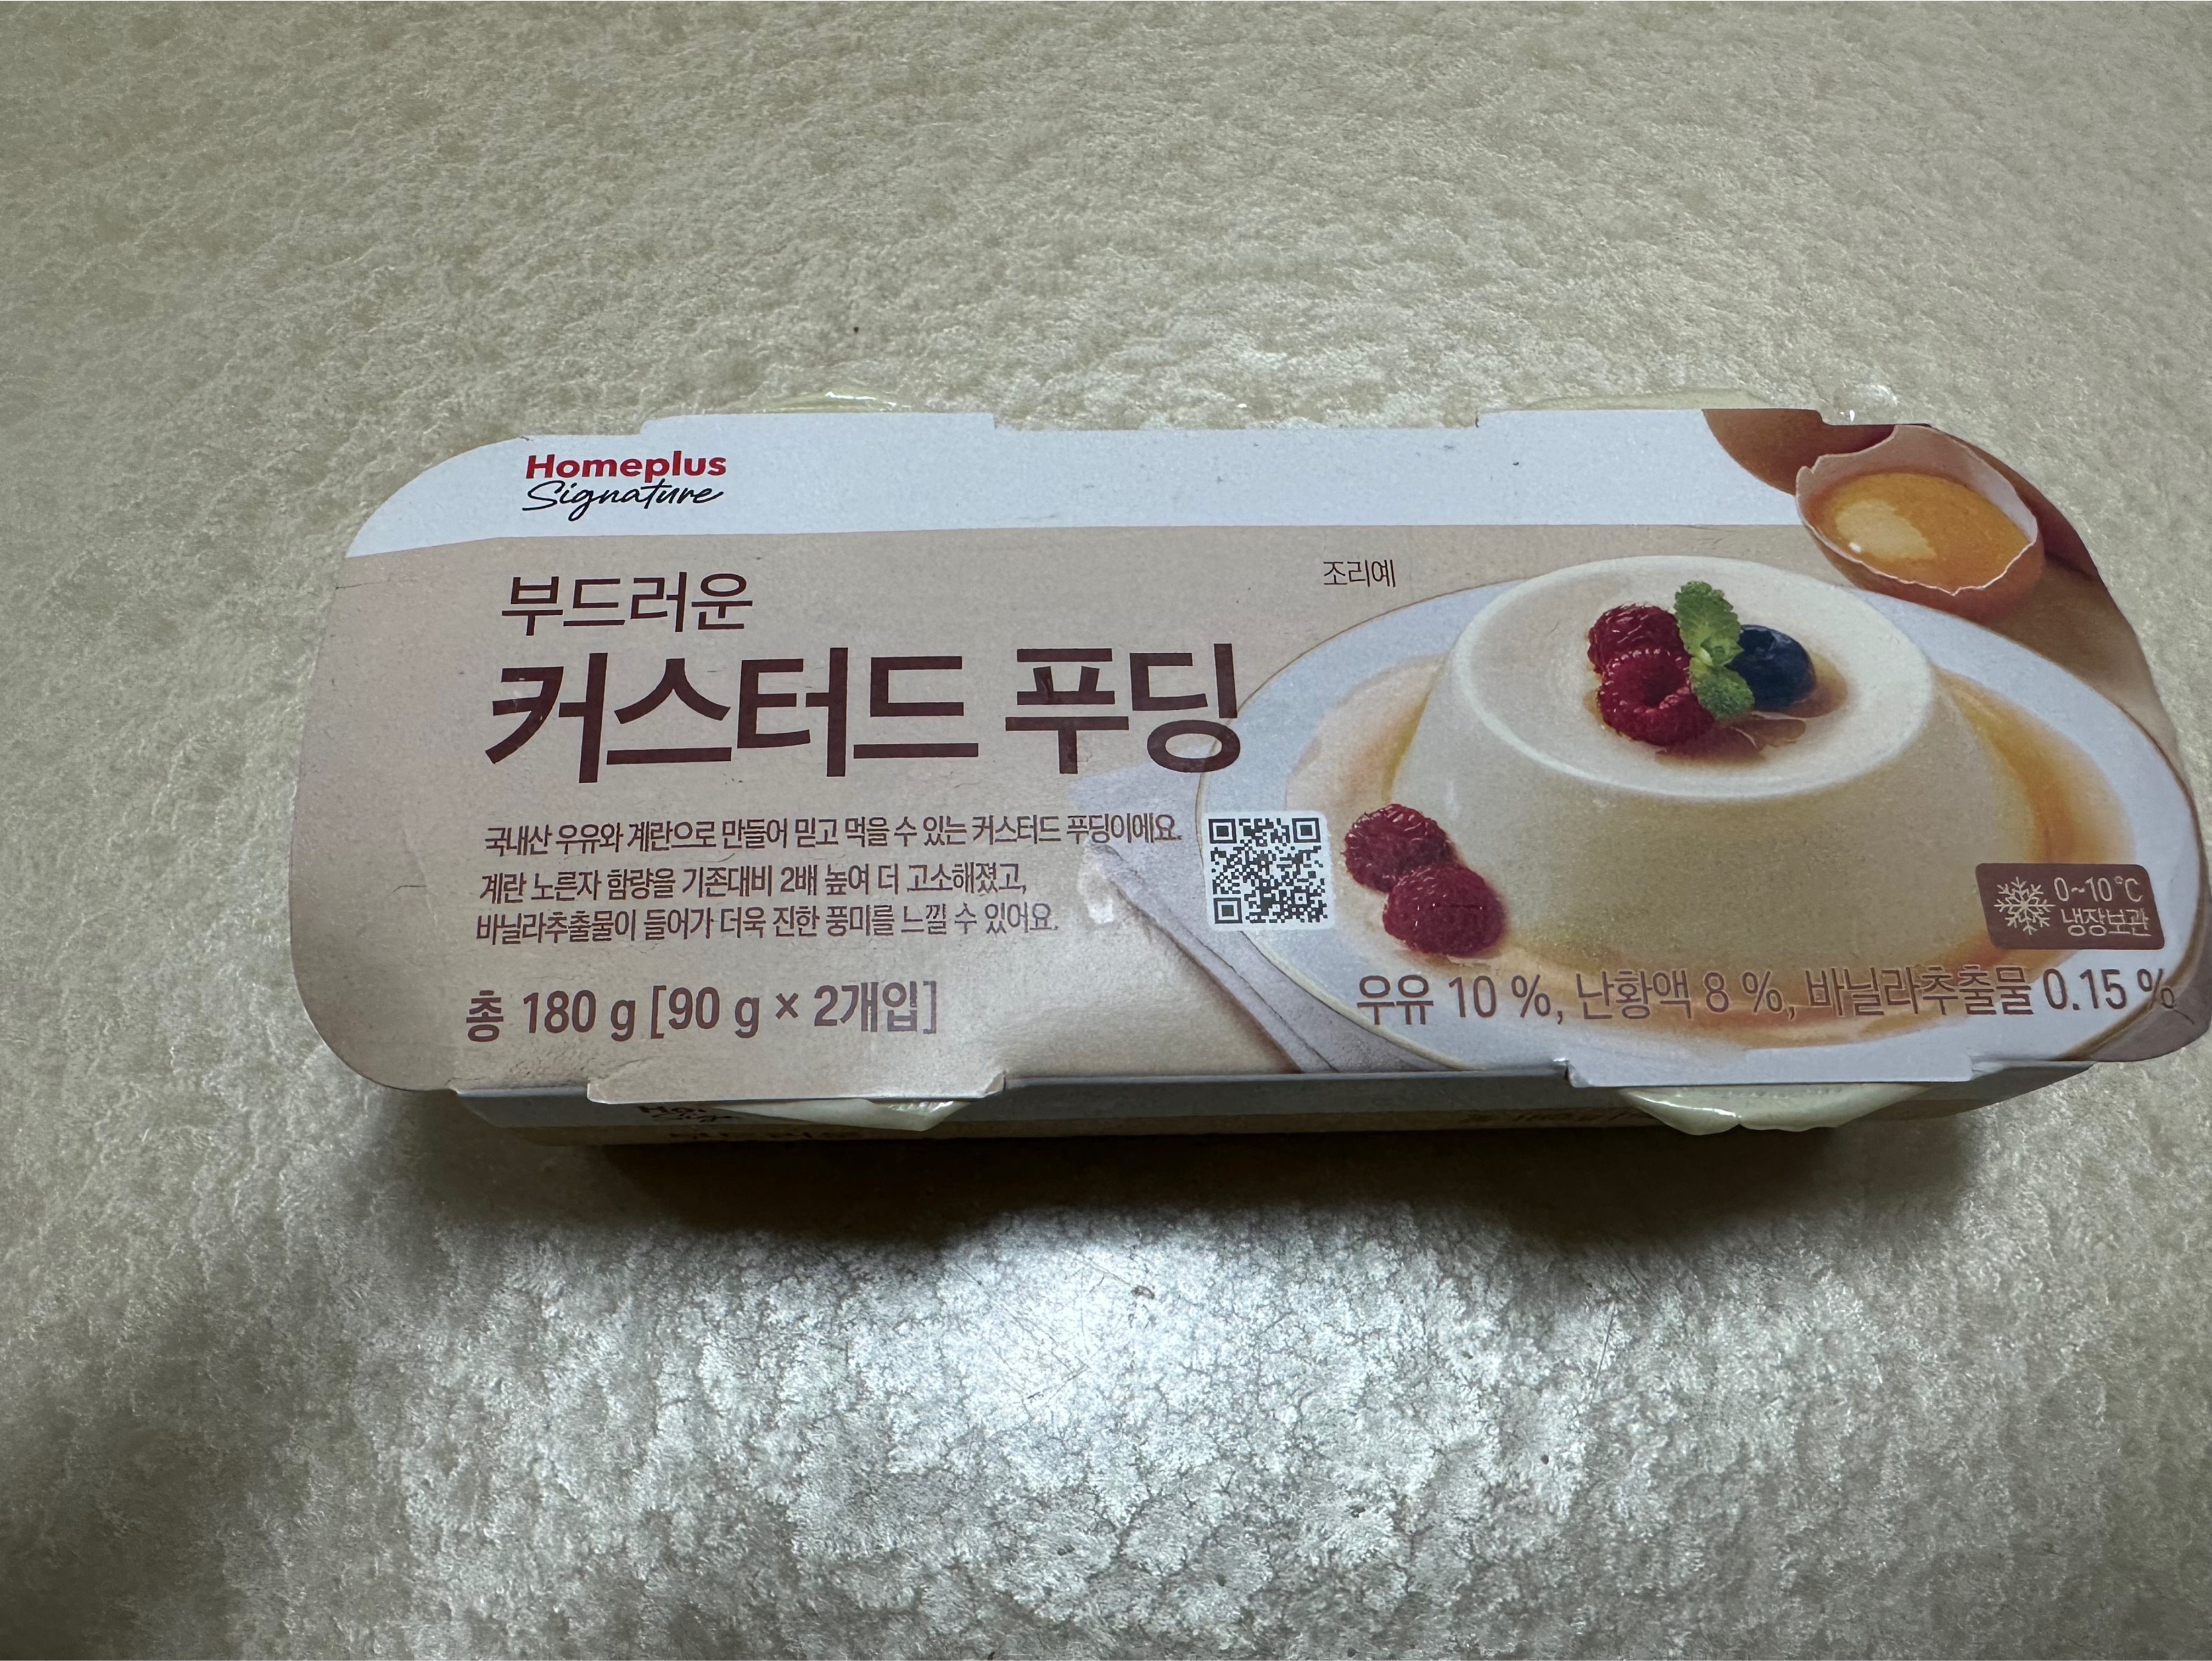 Homeplus
Signature
부드러운
커스터드 푸딩
조리예
국내산 우유와 계란으로 만들어 믿고 먹을 수 있는 커스터드 푸딩이에요.
계란 노른자 함량을 기존대비 2배 높여 더 고소해졌고,
바닐라추출물이 들어가 더욱 진한 풍미를 느낄 수 있어요.
총 180 g [90 g × 2개입]
0~10℃
냉장보관
우유 10 %, 난황액 8 %, 바닐라추출물 0.15 %